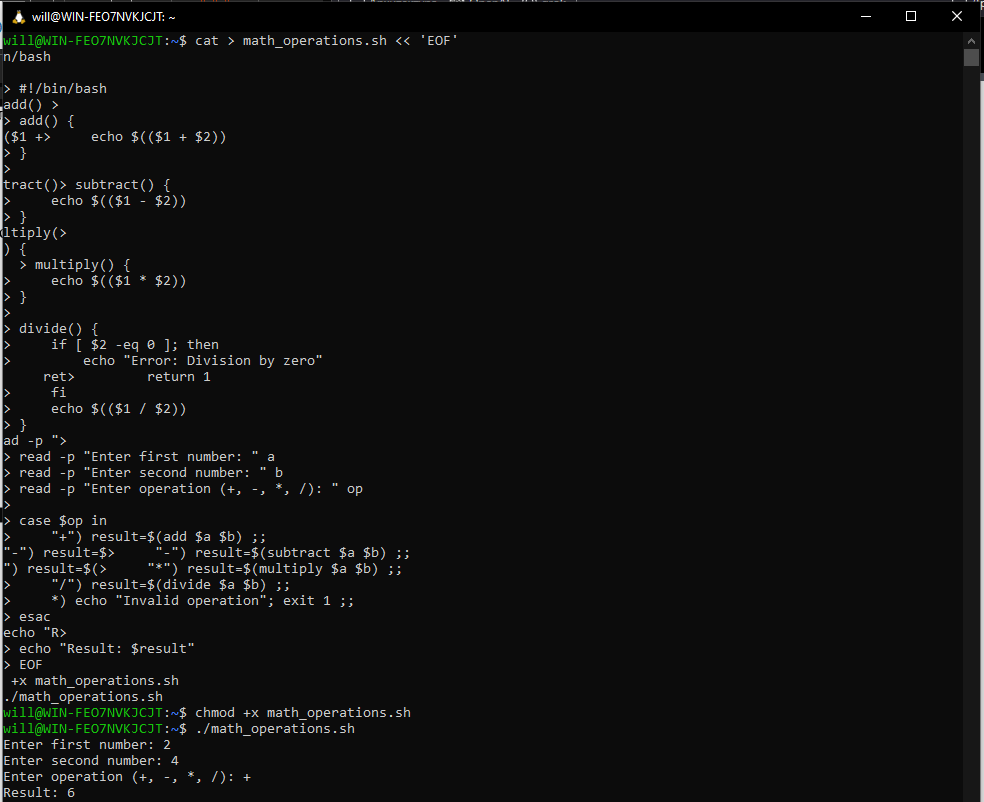 will@WIN-FEO7NVKJCJT: ~
will@WIN-FEO7NVKJCJT:~$ cat > math_operations.sh << 'EOF'
n/bash

> #!/bin/bash
add() >
> add() {
($1 +>     echo $(($1 + $2))
> }
>
tract()> subtract() {
>     echo $(($1 - $2))
> }
ltiply(>
) {
  > multiply() {
>     echo $(($1 * $2))
> }
>
> divide() {
>     if [ $2 -eq 0 ]; then
>         echo "Error: Division by zero"
     ret>         return 1
>     fi
>     echo $(($1 / $2))
> }
ad -p ">
> read -p "Enter first number: " a
> read -p "Enter second number: " b
> read -p "Enter operation (+, -, *, /): " op
>
> case $op in
>     "+") result=$(add $a $b) ;;
"-") result=$>     "-") result=$(subtract $a $b) ;;
") result=$(>     "*") result=$(multiply $a $b) ;;
>     "/") result=$(divide $a $b) ;;
>     *) echo "Invalid operation"; exit 1 ;;
> esac
echo "R>
> echo "Result: $result"
> EOF
 +x math_operations.sh
./math_operations.sh
will@WIN-FEO7NVKJCJT:~$ chmod +x math_operations.sh
will@WIN-FEO7NVKJCJT:~$ ./math_operations.sh
Enter first number: 2
Enter second number: 4
Enter operation (+, -, *, /): +
Result: 6